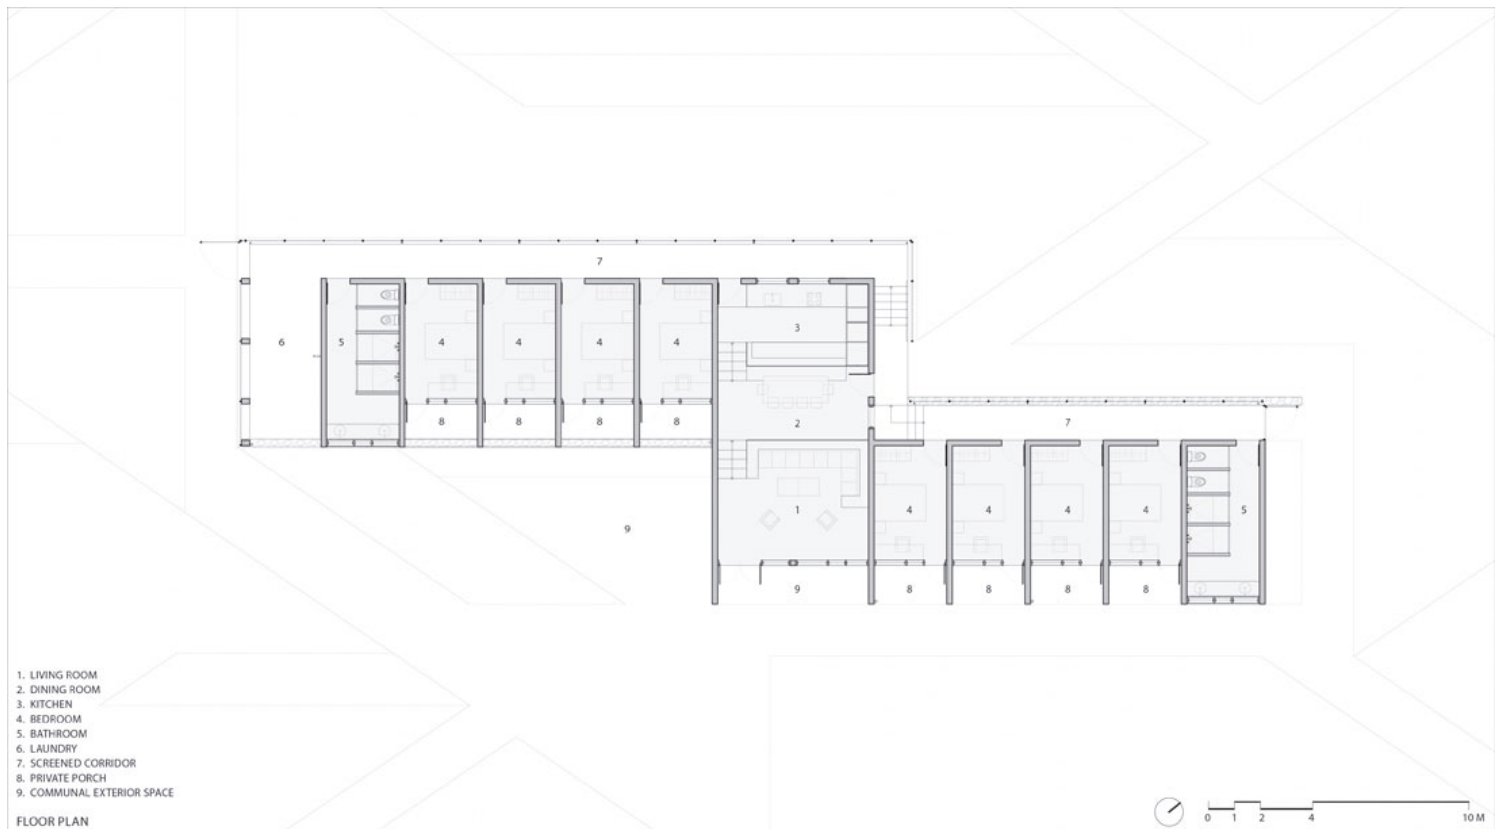 7
6
5
4
4
4
4
3
8
8
8
8
2
7
1
4
4
4
4
5
9
9
8
8
8
8
1. LIVING ROOM
2. DINING ROOM
3. KITCHEN
4. BEDROOM
5. BATHROOM
6. LAUNDRY
7. SCREENED CORRIDOR
8. PRIVATE PORCH
9. COMMUNAL EXTERIOR SPACE
FLOOR PLAN
0 1 2 4 10 M